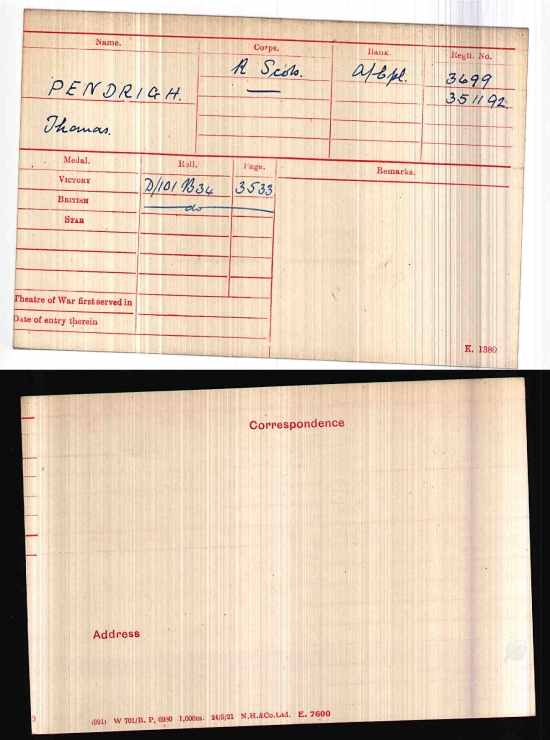 Name.
Corps.
Rank.
Regtl. No.
R Scots.
A/Cpl.
3699
PENDRIGH.
351192.
Thomas.
Medal.
Roll.
Page.
Remarks.
VICTORY
D/101 B34
3533.
BRITISH
do
STAR
Theatre of War first served in
Date of entry therein
K. 1380
Correspondence
Address
(991) W 701/R. P. 6980 1,000m. 24/5/21 N.H.&Co.Ltd. E. 7600